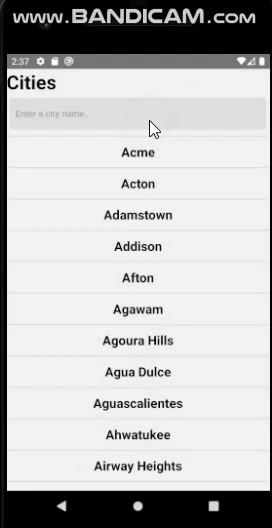 www.BANDICAM.com
2:37
Cities
Enter a city name..
Acme
Acton
Adamstown
Addison
Afton
Agawam
Agoura Hills
Agua Dulce
Aguascalientes
Ahwatukee
Airway Heights